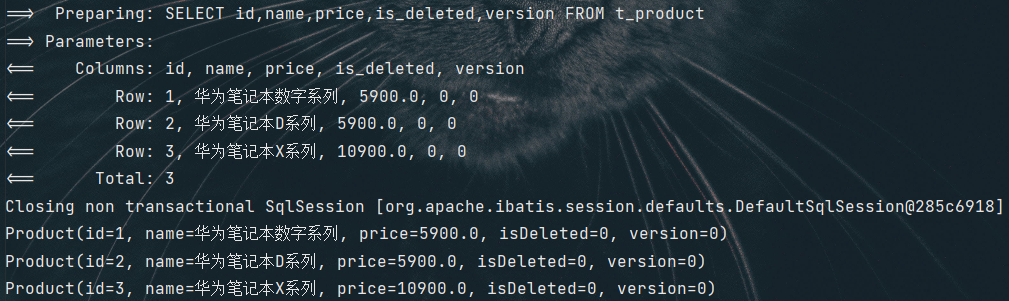 ==>  Preparing: SELECT id,name,price,is_deleted,version FROM t_product
==> Parameters:
<==    Columns: id, name, price, is_deleted, version
<==        Row: 1, 华为笔记本数字系列, 5900.0, 0, 0
<==        Row: 2, 华为笔记本D系列, 5900.0, 0, 0
<==        Row: 3, 华为笔记本X系列, 10900.0, 0, 0
<==      Total: 3
Closing non transactional SqlSession [org.apache.ibatis.session.defaults.DefaultSqlSession@285c6918]
Product(id=1, name=华为笔记本数字系列, price=5900.0, isDeleted=0, version=0)
Product(id=2, name=华为笔记本D系列, price=5900.0, isDeleted=0, version=0)
Product(id=3, name=华为笔记本X系列, price=10900.0, isDeleted=0, version=0)